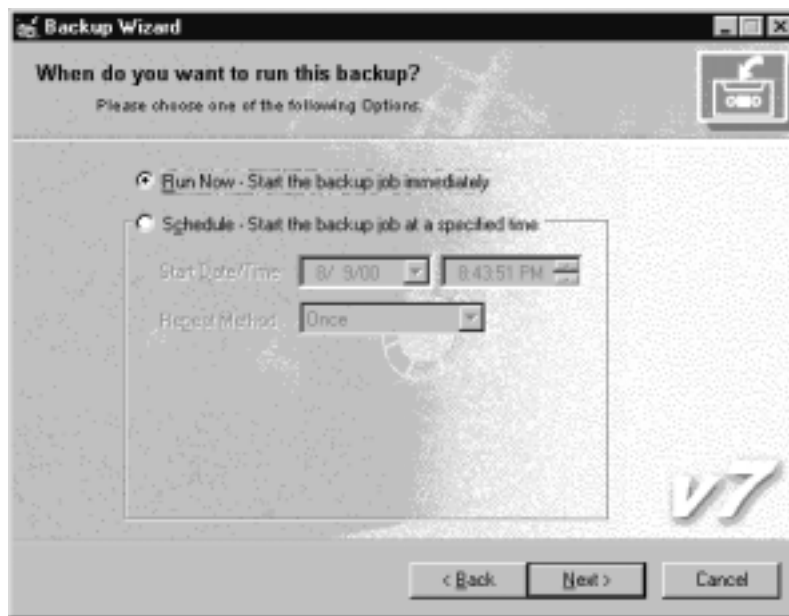 Backup Wizard
When do you want to run this backup?
Please choose one of the following Options.
Run Now - Start the backup job immediately
Schedule - Start the backup job at a specified time
Start Date/Time 8/ 9/00 8:43:51 PM
Repeat Method Once
v7
< Back Next > Cancel